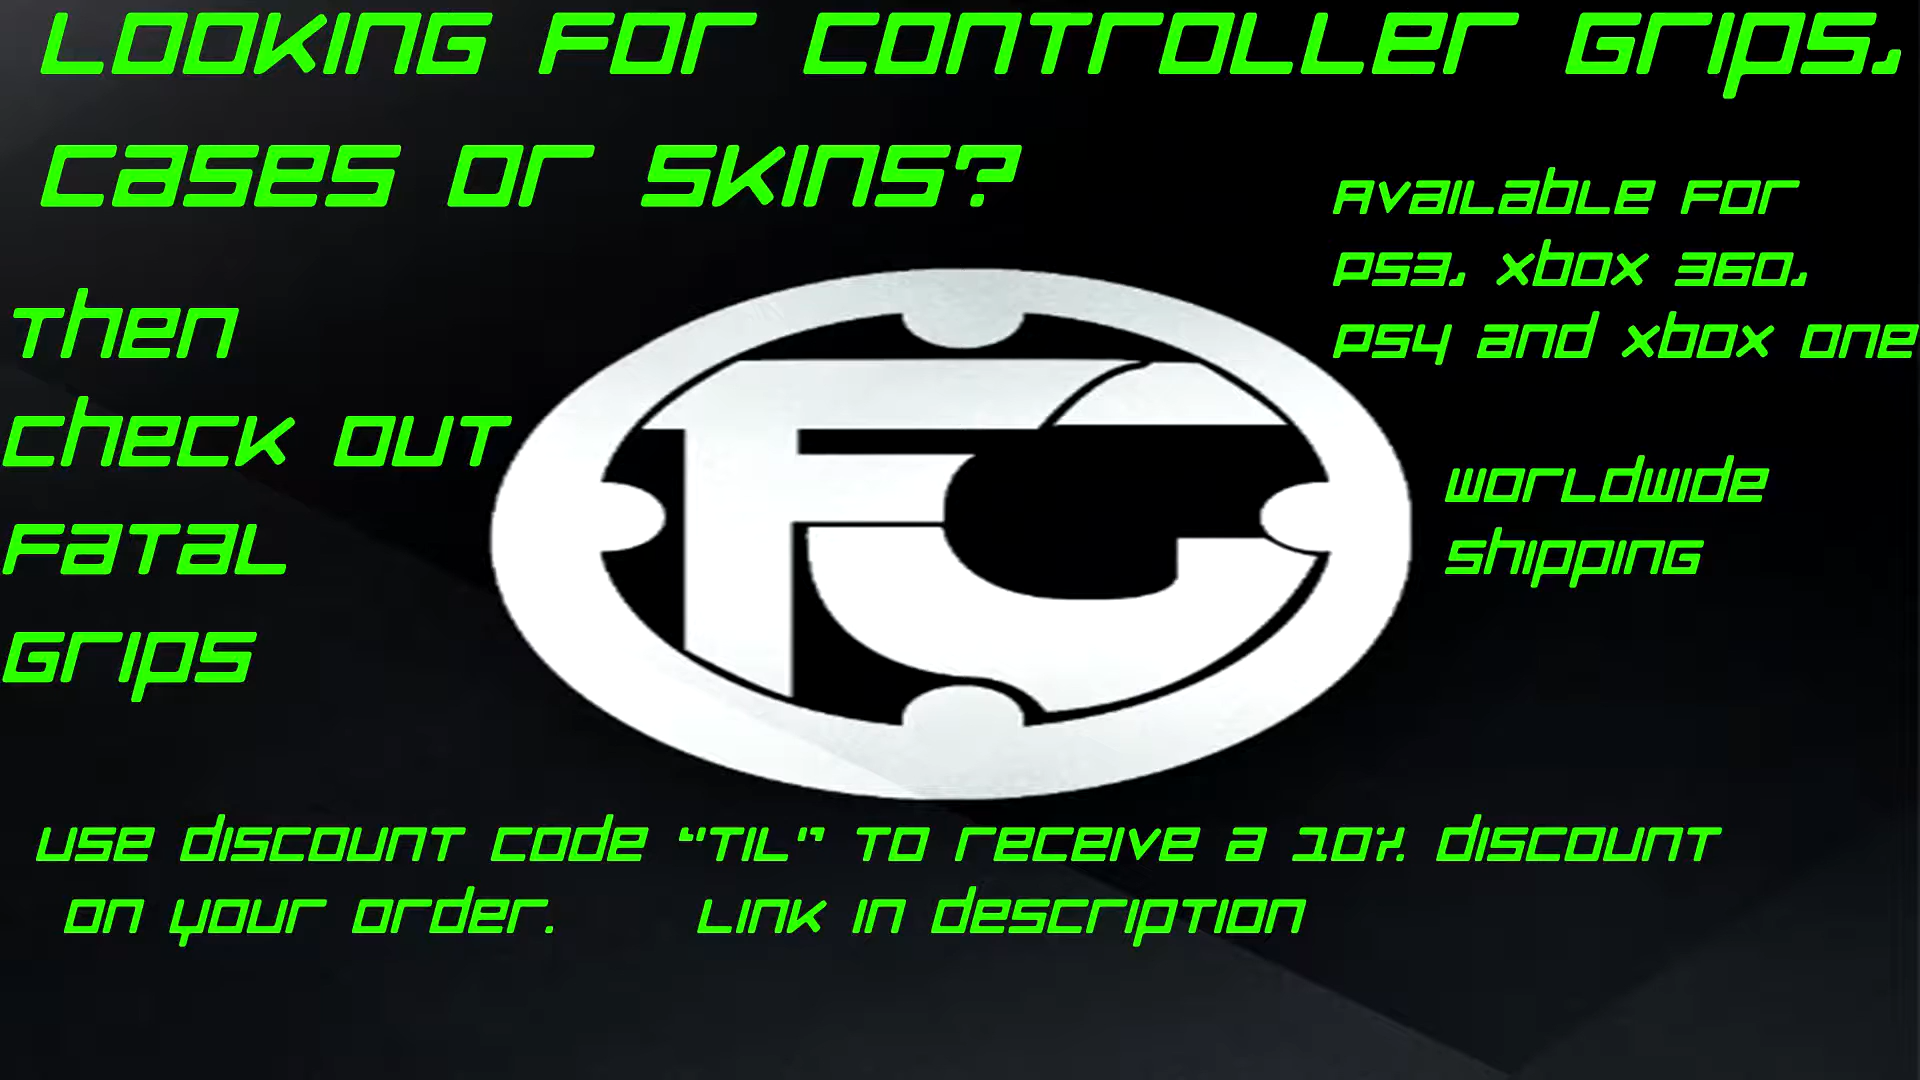 Looking for controller grips,
cases or skins?
Available for
PS3, xbox 360,
PS4 and xbox one
Then
check out
Fatal
Grips
FG
worldwide
shipping
use discount code "TIL" to receive a 10% discount
on your order. Link in description